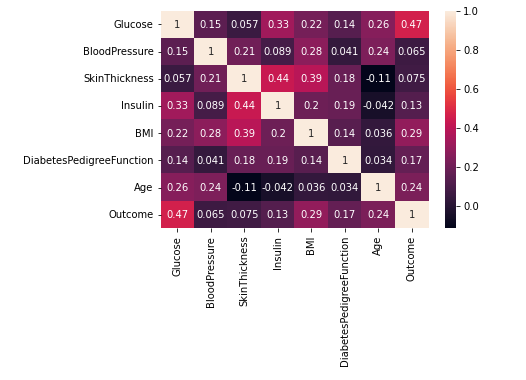 Glucose 1 0.15 0.057 0.33 0.22 0.14 0.26 0.47
BloodPressure 0.15 1 0.21 0.089 0.28 0.041 0.24 0.065
SkinThickness 0.057 0.21 1 0.44 0.39 0.18 -0.11 0.075
Insulin 0.33 0.089 0.44 1 0.2 0.19 -0.042 0.13
BMI 0.22 0.28 0.39 0.2 1 0.14 0.036 0.29
DiabetesPedigreeFunction 0.14 0.041 0.18 0.19 0.14 1 0.034 0.17
Age 0.26 0.24 -0.11 -0.042 0.036 0.034 1 0.24
Outcome 0.47 0.065 0.075 0.13 0.29 0.17 0.24 1
Glucose
BloodPressure
SkinThickness
Insulin
BMI
DiabetesPedigreeFunction
Age
Outcome
1.0
0.8
0.6
0.4
0.2
0.0